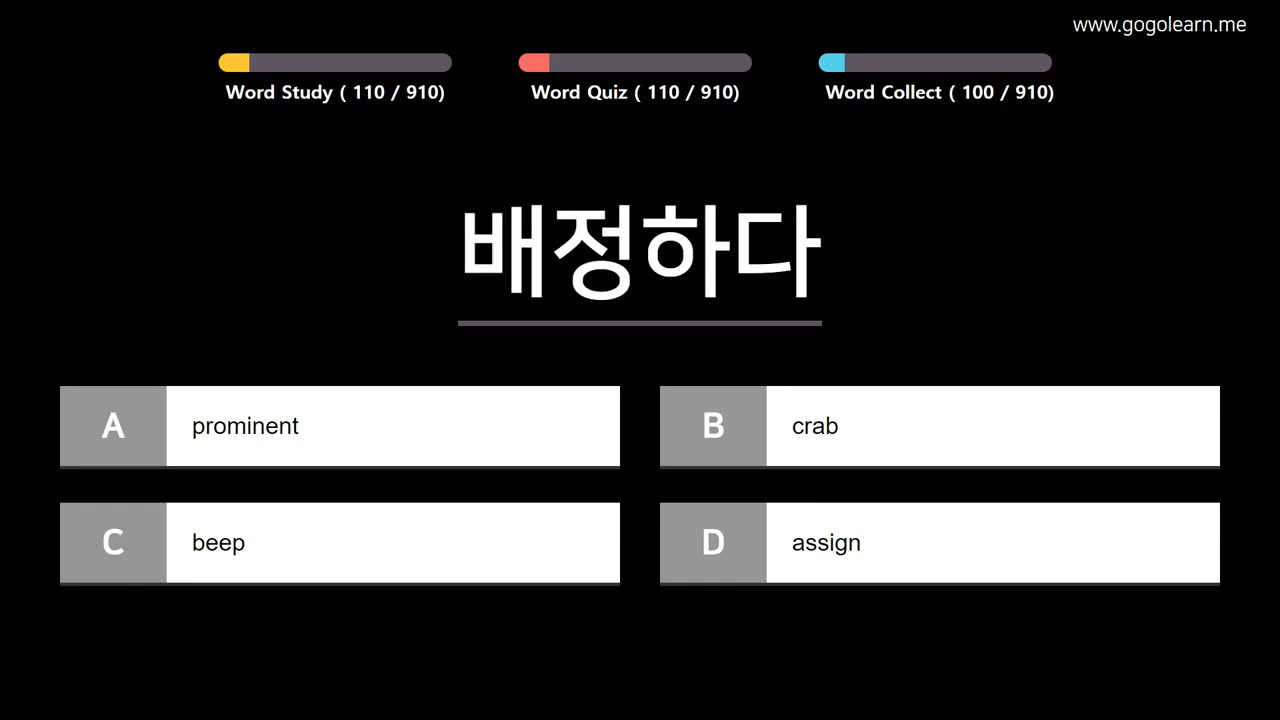 www.gogolearn.me
Word Study ( 110 / 910)
Word Quiz ( 110 / 910)
Word Collect ( 100 / 910)
배정하다
A prominent
B crab
C beep
D assign